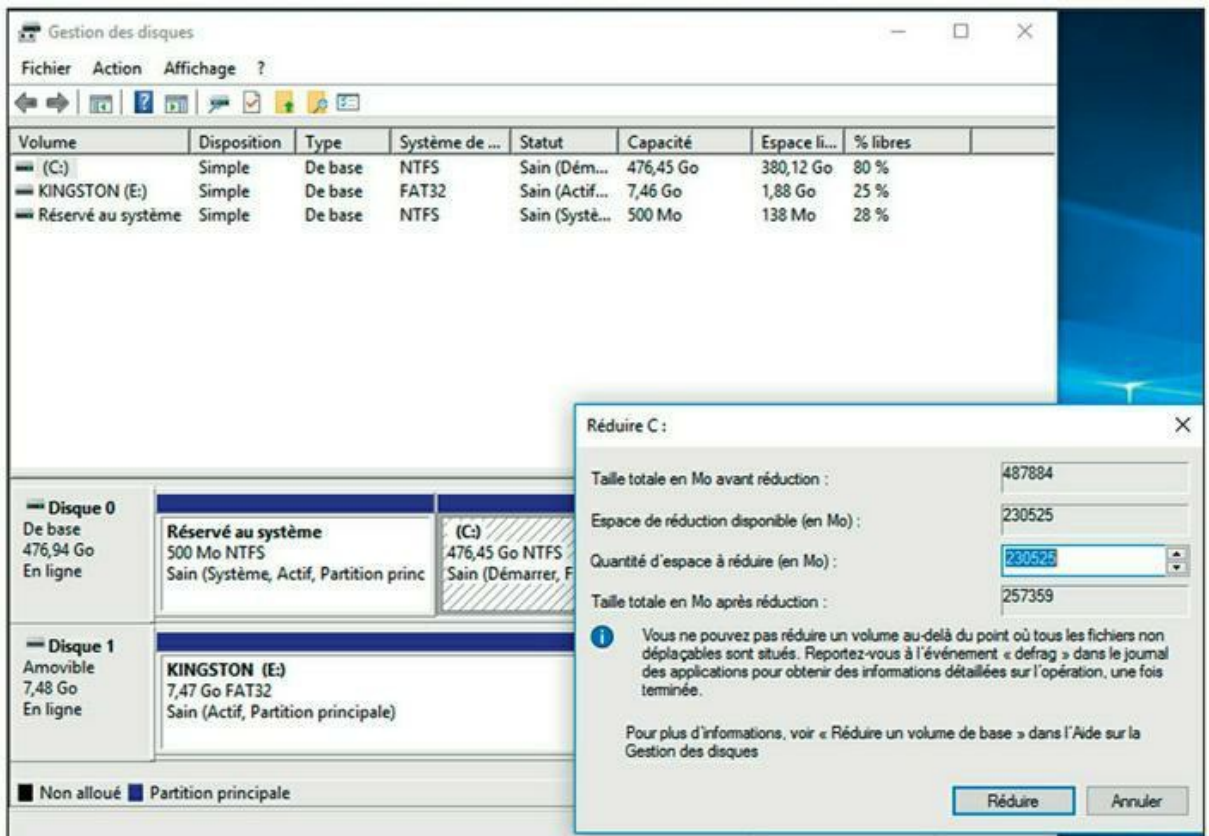 Gestion des disques
Fichier Action Affichage ?
Volume Disposition Type Système de ... Statut Capacité Espace li... % libres
(C:) Simple De base NTFS Sain (Dém... 476,45 Go 380,12 Go 80 %
KINGSTON (E:) Simple De base FAT32 Sain (Actif... 7,46 Go 1,88 Go 25 %
Réservé au système Simple De base NTFS Sain (Systè... 500 Mo 138 Mo 28 %
Disque 0
De base
476,94 Go
En ligne
Réservé au système
500 Mo NTFS
Sain (Système, Actif, Partition princ
(C:)
476,45 Go NTFS
Sain (Démarrer, F
Disque 1
Amovible
7,48 Go
En ligne
KINGSTON (E:)
7,47 Go FAT32
Sain (Actif, Partition principale)
Non alloué Partition principale
Réduire C :
Taille totale en Mo avant réduction : 487884
Espace de réduction disponible (en Mo) : 230525
Quantité d'espace à réduire (en Mo) : 230525
Taille totale en Mo après réduction : 257359
Vous ne pouvez pas réduire un volume au-delà du point où tous les fichiers non
déplaçables sont situés. Reportez-vous à l'événement « defrag » dans le journal
des applications pour obtenir des informations détaillées sur l'opération, une fois
terminée.
Pour plus d'informations, voir « Réduire un volume de base » dans l'Aide sur la
Gestion des disques
Réduire Annuler